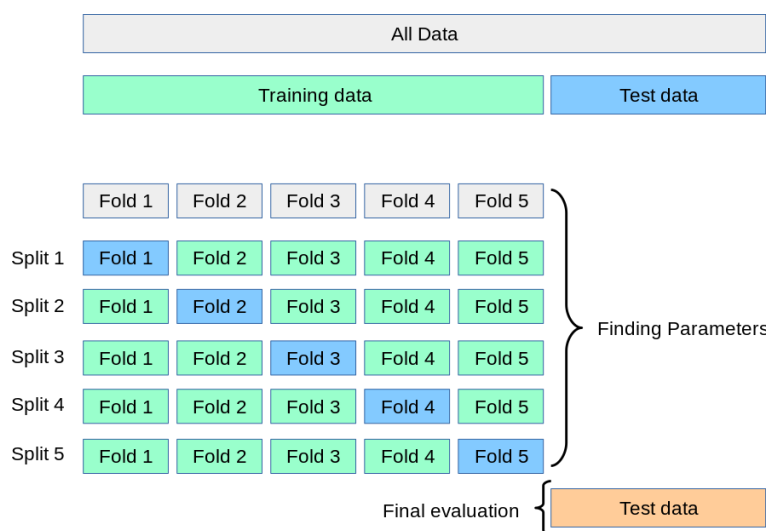 All Data
Training data Test data
Fold 1 Fold 2 Fold 3 Fold 4 Fold 5
Split 1 Fold 1 Fold 2 Fold 3 Fold 4 Fold 5
Split 2 Fold 1 Fold 2 Fold 3 Fold 4 Fold 5
Finding Parameters
Split 3 Fold 1 Fold 2 Fold 3 Fold 4 Fold 5
Split 4 Fold 1 Fold 2 Fold 3 Fold 4 Fold 5
Split 5 Fold 1 Fold 2 Fold 3 Fold 4 Fold 5
Final evaluation Test data